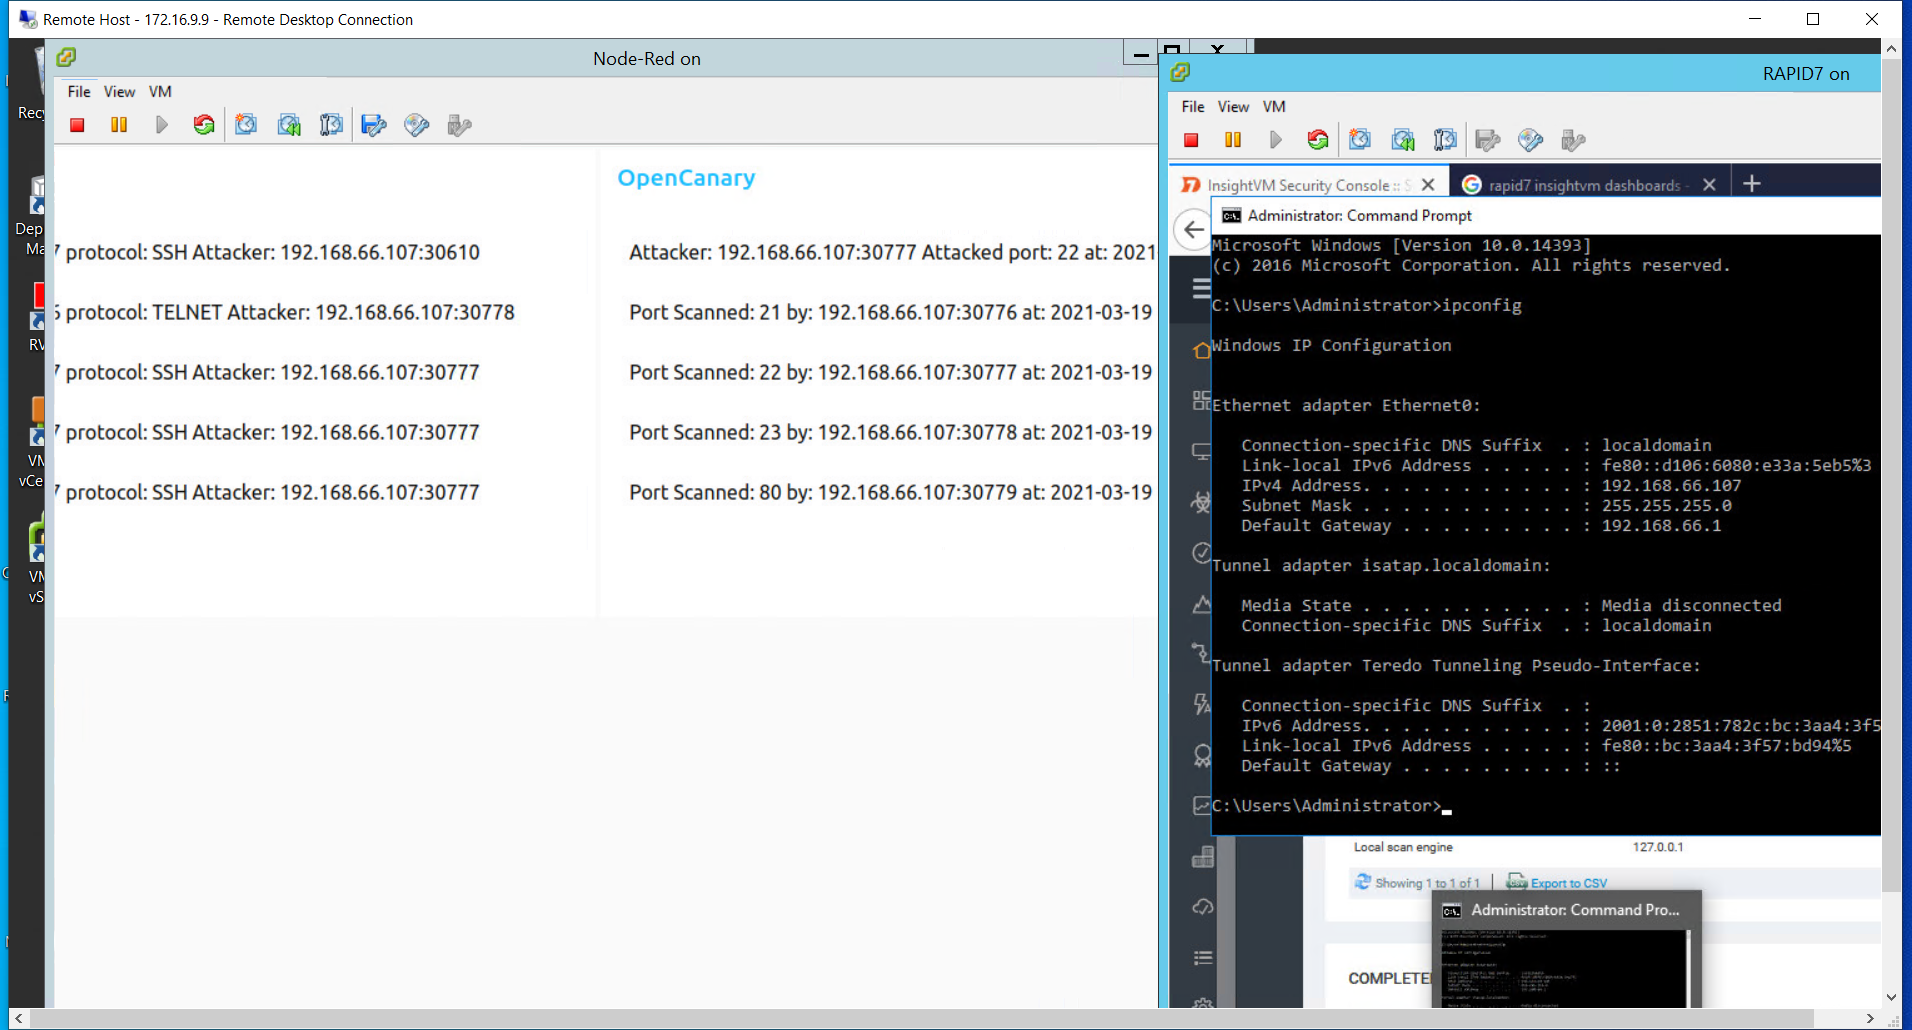 Remote Host - 172.16.9.9 - Remote Desktop Connection
Recy
Dep
Ma
RV
VM
vCe
VM
vS
Node-Red on
File View VM
protocol: SSH Attacker: 192.168.66.107:30610
protocol: TELNET Attacker: 192.168.66.107:30778
protocol: SSH Attacker: 192.168.66.107:30777
protocol: SSH Attacker: 192.168.66.107:30777
protocol: SSH Attacker: 192.168.66.107:30777
OpenCanary
Attacker: 192.168.66.107:30777 Attacked port: 22 at: 2021-
Port Scanned: 21 by: 192.168.66.107:30776 at: 2021-03-19
Port Scanned: 22 by: 192.168.66.107:30777 at: 2021-03-19
Port Scanned: 23 by: 192.168.66.107:30778 at: 2021-03-19
Port Scanned: 80 by: 192.168.66.107:30779 at: 2021-03-19
RAPID7 on
File View VM
InsightVM Security Console :: S
rapid7 insightvm dashboards -
Administrator: Command Prompt
Microsoft Windows [Version 10.0.14393]
(c) 2016 Microsoft Corporation. All rights reserved.
C:\Users\Administrator>ipconfig
Windows IP Configuration
Ethernet adapter Ethernet0:
Connection-specific DNS Suffix . : localdomain
Link-local IPv6 Address . . . . . : fe80::d106:6080:e33a:5eb5%3
IPv4 Address. . . . . . . . . . . : 192.168.66.107
Subnet Mask . . . . . . . . . . . : 255.255.255.0
Default Gateway . . . . . . . . . : 192.168.66.1
Tunnel adapter isatap.localdomain:
Media State . . . . . . . . . . . : Media disconnected
Connection-specific DNS Suffix . : localdomain
Tunnel adapter Teredo Tunneling Pseudo-Interface:
Connection-specific DNS Suffix . :
IPv6 Address. . . . . . . . . . . : 2001:0:2851:782c:bc:3aa4:3f5
Link-local IPv6 Address . . . . . : fe80::bc:3aa4:3f57:bd94%5
Default Gateway . . . . . . . . . : ::
C:\Users\Administrator>
Local scan engine 127.0.0.1
Showing 1 to 1 of 1 Export to CSV
Administrator: Command Pro...
COMPLETE